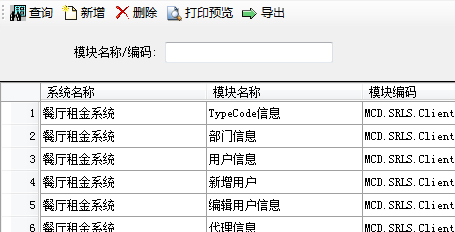 查询 新增 删除 打印预览 导出
模块名称/编码:
系统名称 模块名称 模块编码
1 餐厅租金系统 TypeCode信息 MCD.SRLS.Client
2 餐厅租金系统 部门信息 MCD.SRLS.Client
3 餐厅租金系统 用户信息 MCD.SRLS.Client
4 餐厅租金系统 新增用户 MCD.SRLS.Client
5 餐厅租金系统 编辑用户信息 MCD.SRLS.Client
6 餐厅租金系统 代理信息 MCD.SRLS.Client